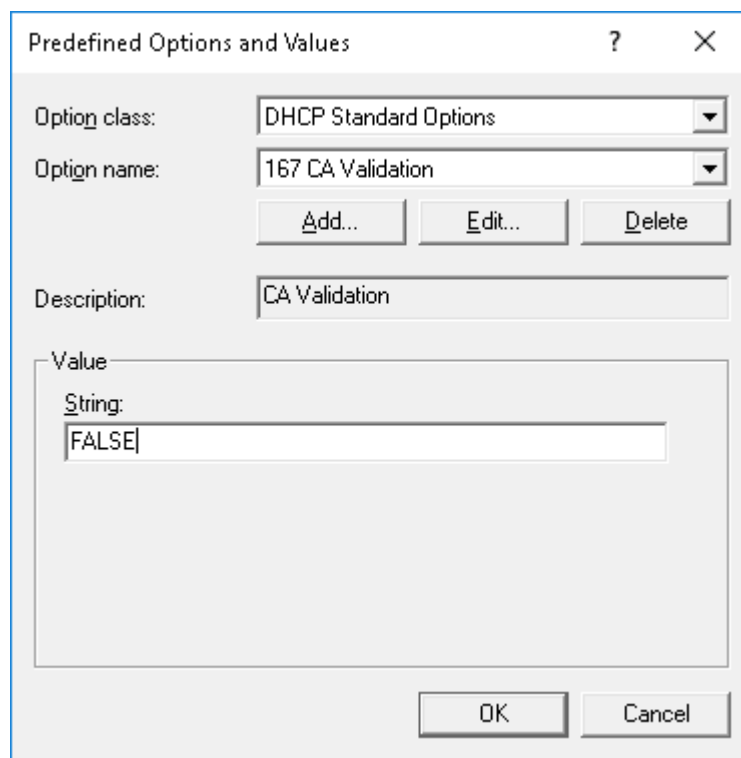 Predefined Options and Values ?
Option class: DHCP Standard Options
Option name: 167 CA Validation
Add... Edit... Delete
Description: CA Validation
Value
String:
FALSE
OK Cancel